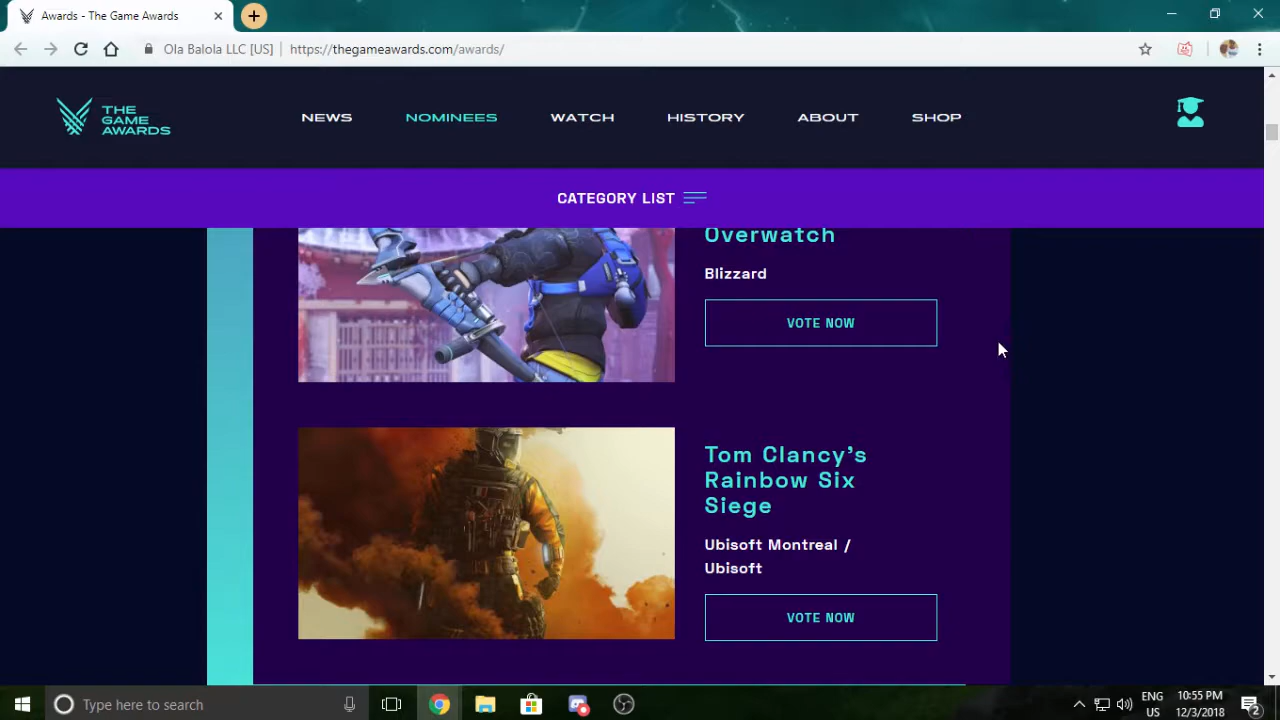 Awards - The Game Awards
Ola Balola LLC [US] https://thegameawards.com/awards/
THE
GAME
AWARDS
NEWS NOMINEES WATCH HISTORY ABOUT SHOP
CATEGORY LIST
Overwatch
Blizzard
VOTE NOW
Tom Clancy's
Rainbow Six
Siege
Ubisoft Montreal /
Ubisoft
VOTE NOW
Type here to search
ENG
US
10:55 PM
12/3/2018
2